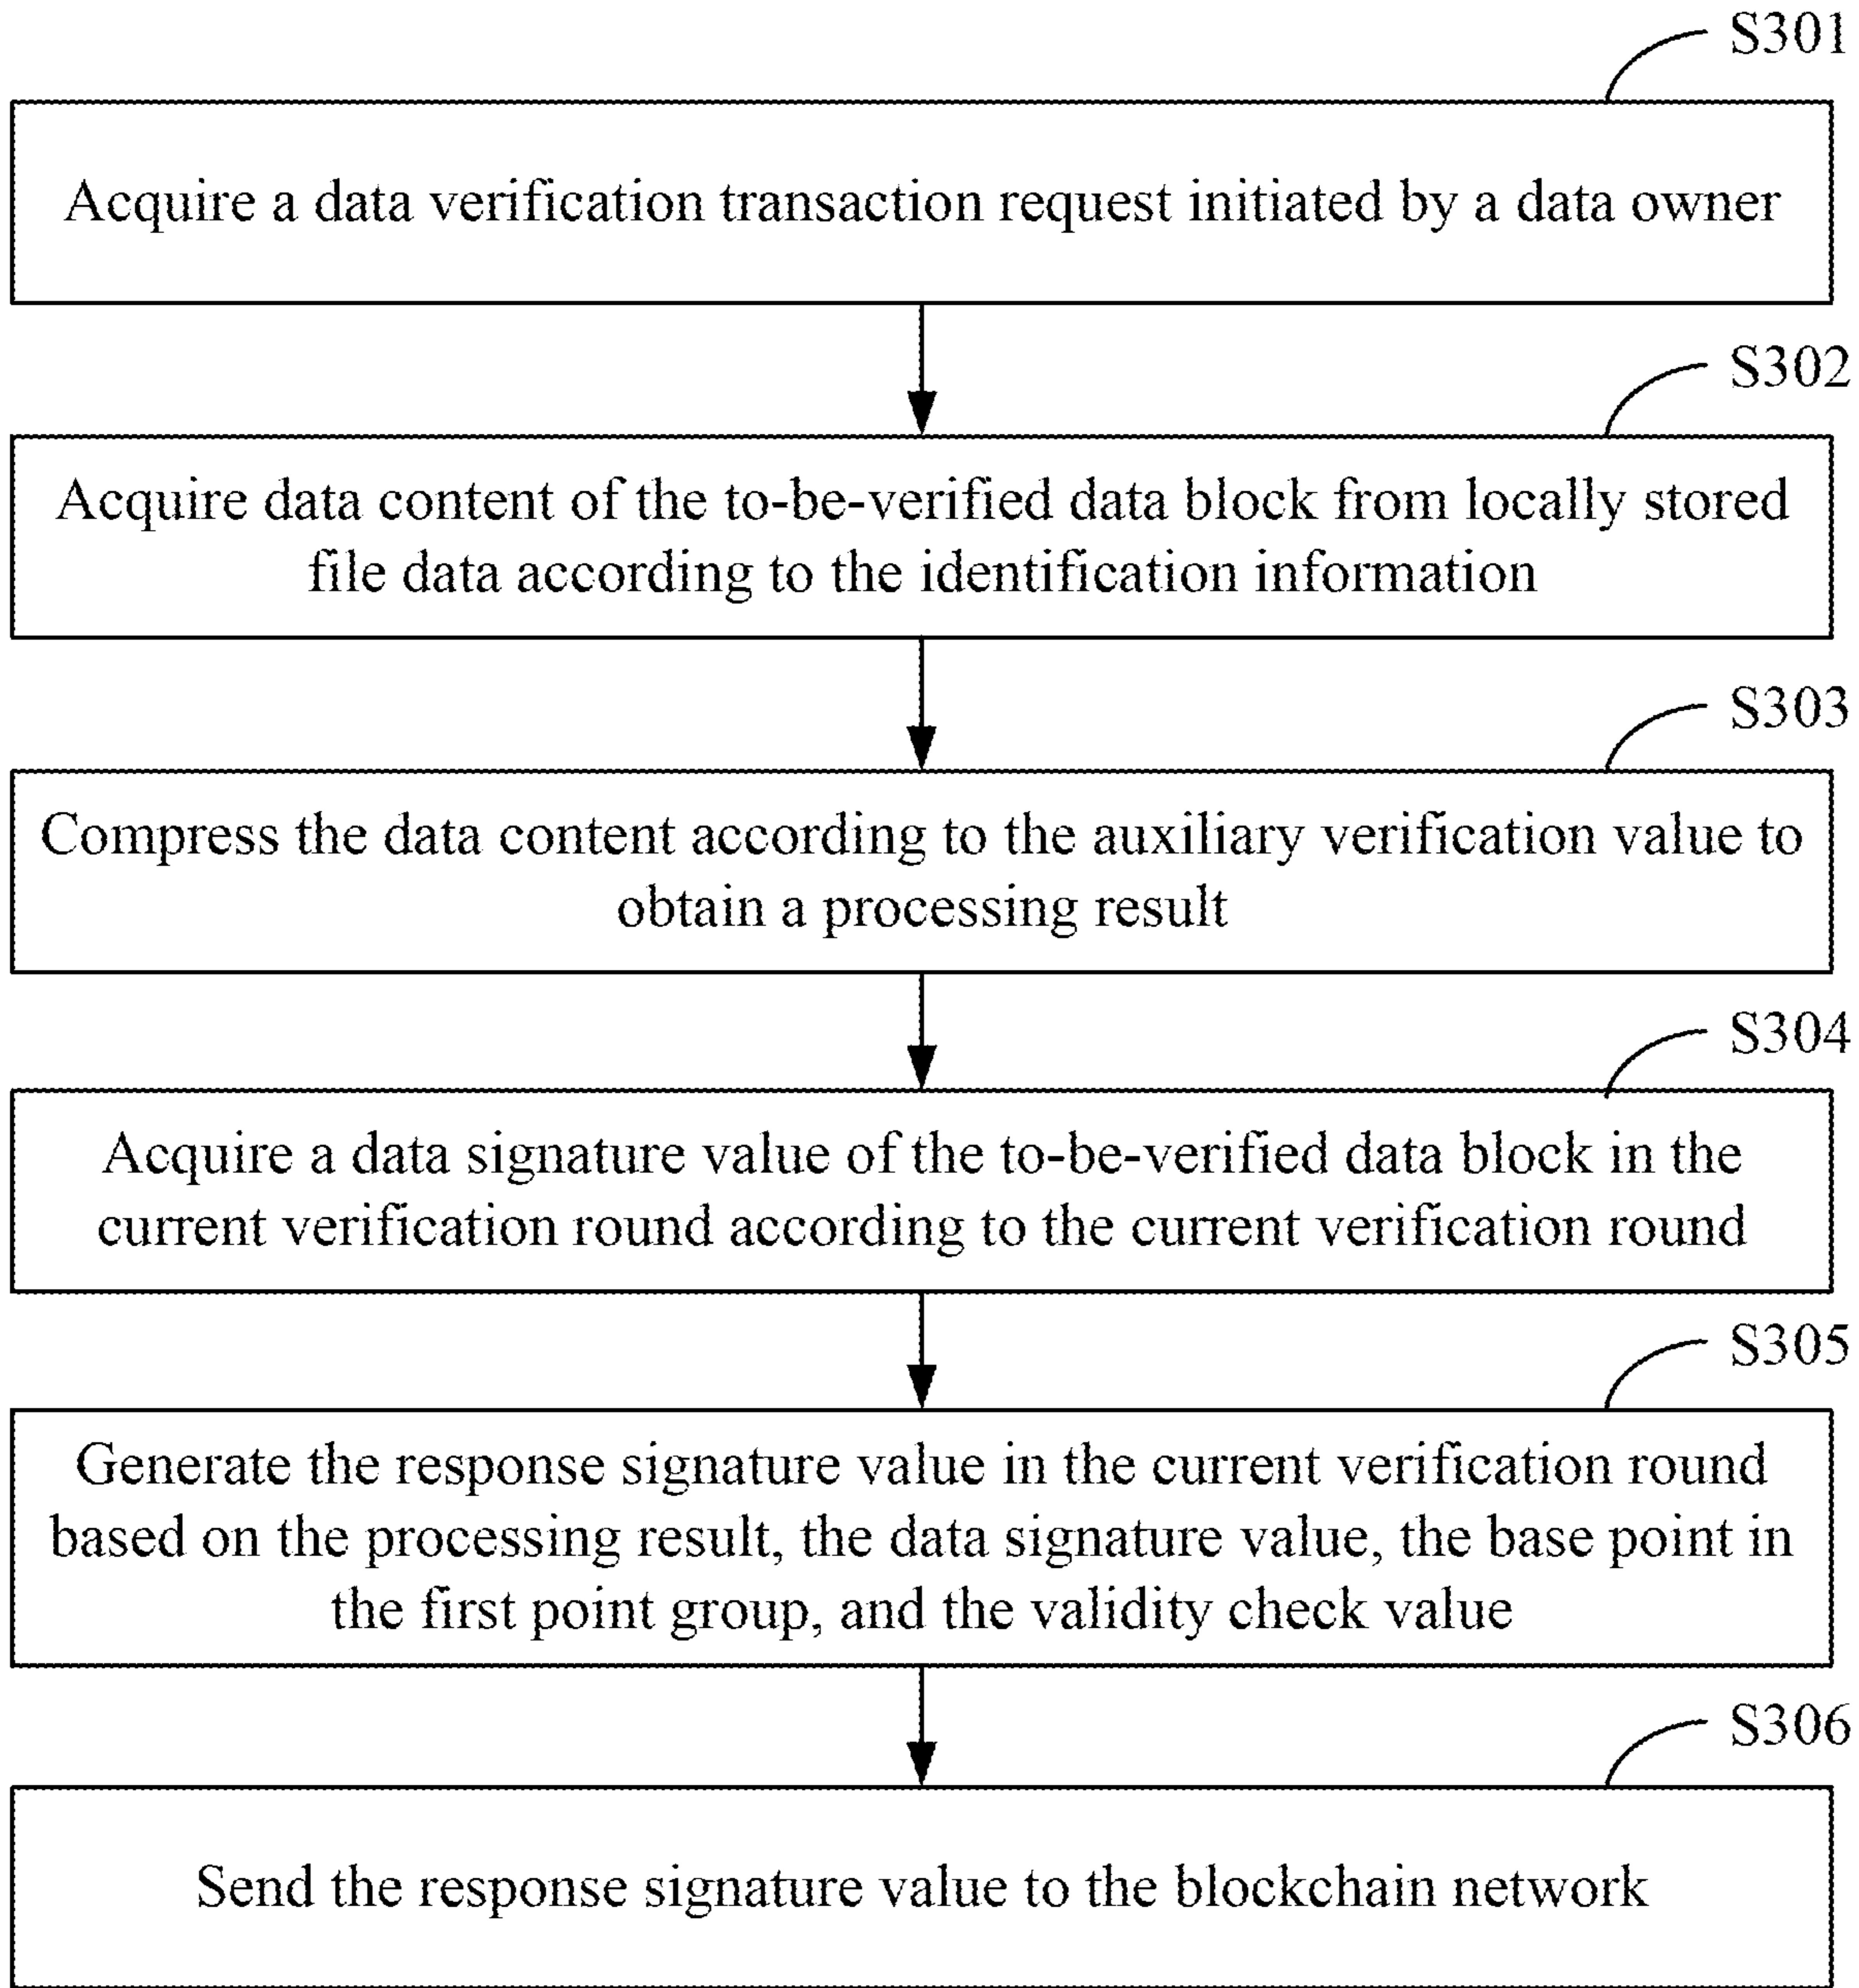 S301
Acquire a data verification transaction request initiated by a data owner
S302
Acquire data content of the to-be-verified data block from locally stored
file data according to the identification information
S303
Compress the data content according to the auxiliary verification value to
obtain a processing result
S304
Acquire a data signature value of the to-be-verified data block in the
current verification round according to the current verification round
S305
Generate the response signature value in the current verification round
based on the processing result, the data signature value, the base point in
the first point group, and the validity check value
S306
Send the response signature value to the blockchain network